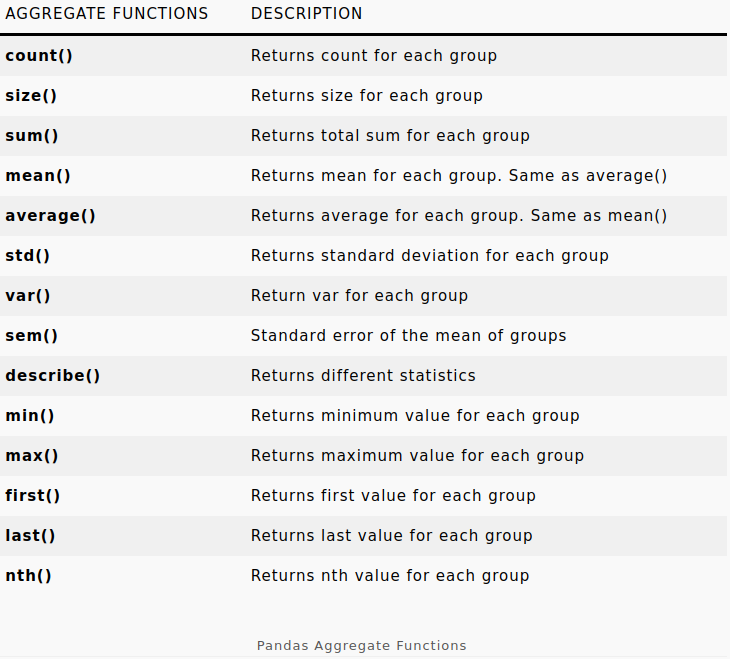 AGGREGATE FUNCTIONS DESCRIPTION
count() Returns count for each group
size() Returns size for each group
sum() Returns total sum for each group
mean() Returns mean for each group. Same as average()
average() Returns average for each group. Same as mean()
std() Returns standard deviation for each group
var() Return var for each group
sem() Standard error of the mean of groups
describe() Returns different statistics
min() Returns minimum value for each group
max() Returns maximum value for each group
first() Returns first value for each group
last() Returns last value for each group
nth() Returns nth value for each group
Pandas Aggregate Functions